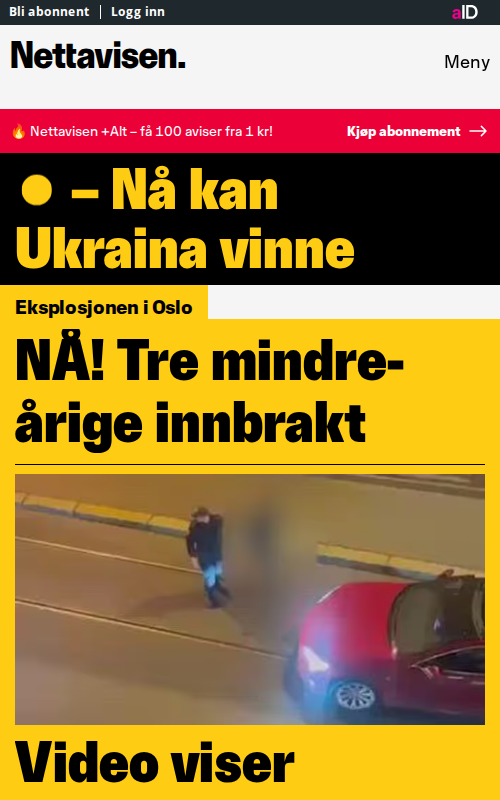 Bli abonnent | Logg inn
aID
Nettavisen.
Meny
🔥 Nettavisen +Alt – få 100 aviser fra 1 kr!
Kjøp abonnement →
– Nå kan
Ukraina vinne
Eksplosjonen i Oslo
NÅ! Tre mindre-
årige innbrakt
Video viser